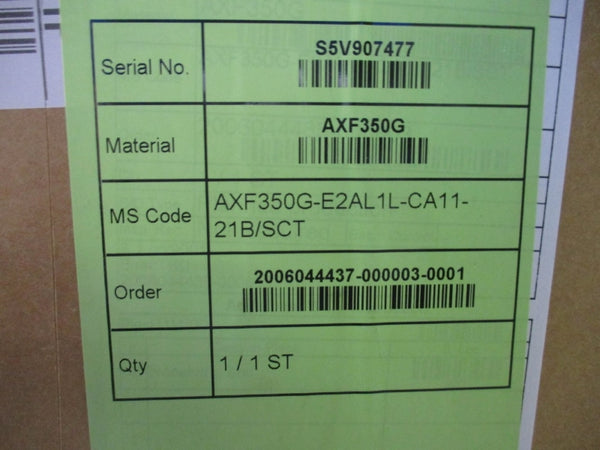 Serial No.
S5V907477
Material
AXF350G
MS Code
AXF350G-E2AL1L-CA11-
21B/SCT
Order
2006044437-000003-0001
Qty
1 / 1 ST